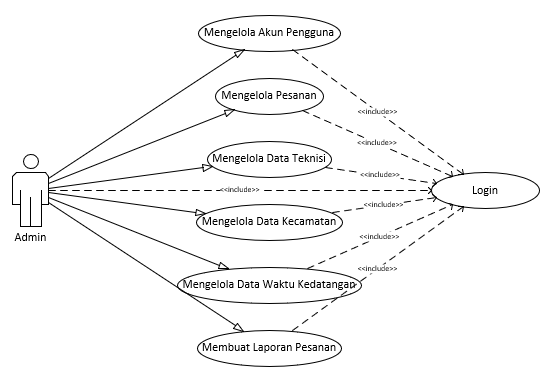 Mengelola Akun Pengguna
Mengelola Pesanan
<<include>>
<<include>>
Mengelola Data Teknisi
<<include>>
<<include>>
Login
<<include>>
Mengelola Data Kecamatan
Admin
<<include>>
<<include>>
Mengelola Data Waktu Kedatangan
Membuat Laporan Pesanan